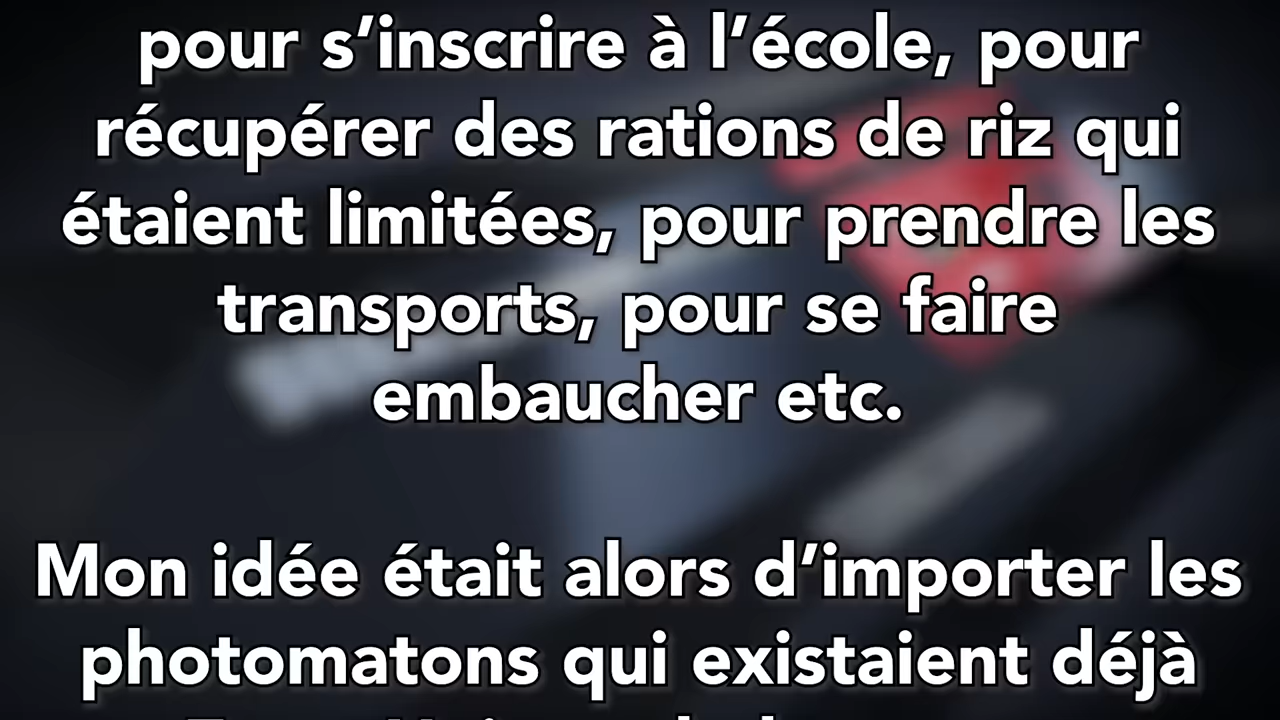 pour s’inscrire à l’école, pour
récupérer des rations de riz qui
étaient limitées, pour prendre les
transports, pour se faire
embaucher etc.
Mon idée était alors d’importer les
photomatons qui existaient déjà